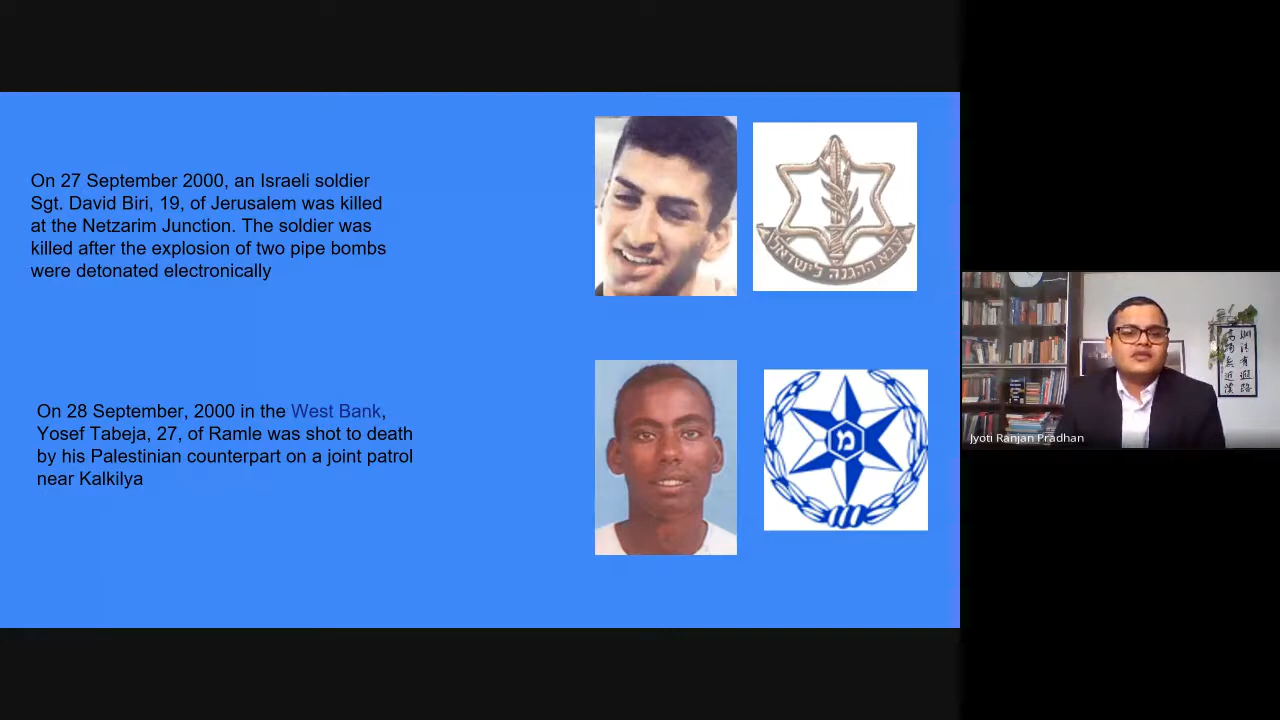 On 27 September 2000, an Israeli soldier
Sgt. David Biri, 19, of Jerusalem was killed
at the Netzarim Junction. The soldier was
killed after the explosion of two pipe bombs
were detonated electronically
צבא ההגנה לישראל
On 28 September, 2000 in the West Bank,
Yosef Tabeja, 27, of Ramle was shot to death
by his Palestinian counterpart on a joint patrol
near Kalkilya
מ
Jyoti Ranjan Pradhan